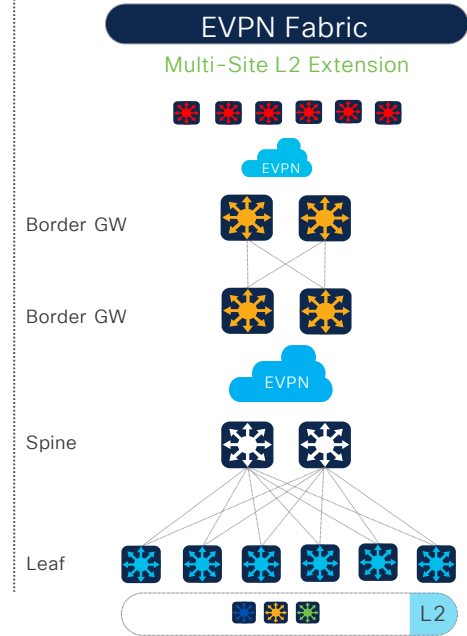 EVPN Fabric
Multi-Site L2 Extension
EVPN
Border GW
Border GW
EVPN
Spine
Leaf
L2